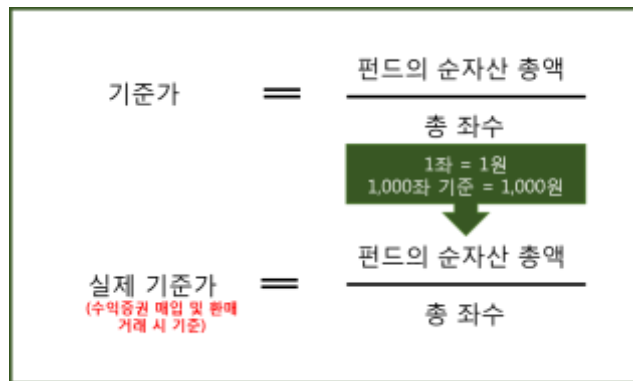 펀드의 순자산 총액
기준가 =
총 좌수
1좌 = 1원
1,000좌 기준 = 1,000원
펀드의 순자산 총액
실제 기준가 =
(수익증권 매입 및 환매
거래 시 기준)
총 좌수